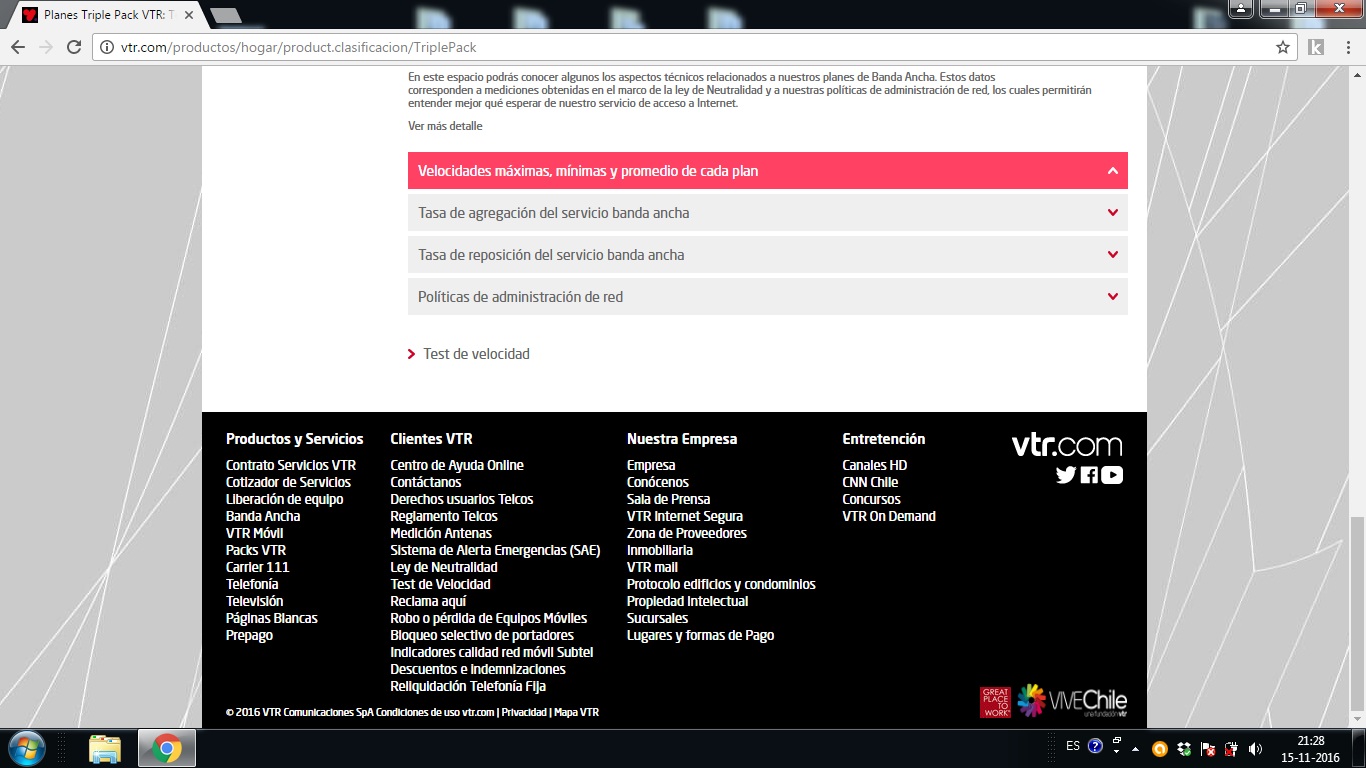 Planes Triple Pack VTR: T
vtr.com/productos/hogar/product.clasificacion/TriplePack
En este espacio podrás conocer algunos los aspectos técnicos relacionados a nuestros planes de Banda Ancha. Estos datos
corresponden a mediciones obtenidas en el marco de la ley de Neutralidad y a nuestras políticas de administración de red, los cuales permitirán
entender mejor qué esperar de nuestro servicio de acceso a Internet.
Ver más detalle
Velocidades máximas, mínimas y promedio de cada plan
Tasa de agregación del servicio banda ancha
Tasa de reposición del servicio banda ancha
Políticas de administración de red
Test de velocidad
Productos y Servicios
Contrato Servicios VTR
Cotizador de Servicios
Liberación de equipo
Banda Ancha
VTR Móvil
Packs VTR
Carrier 111
Telefonía
Televisión
Páginas Blancas
Prepago
Clientes VTR
Centro de Ayuda Online
Contáctanos
Derechos usuarios Telcos
Reglamento Telcos
Medición Antenas
Sistema de Alerta Emergencias (SAE)
Ley de Neutralidad
Test de Velocidad
Reclama aquí
Robo o pérdida de Equipos Móviles
Bloqueo selectivo de portadores
Indicadores calidad red móvil Subtel
Descuentos e Indemnizaciones
Reliquidación Telefonía Fija
Nuestra Empresa
Empresa
Conócenos
Sala de Prensa
VTR Internet Segura
Zona de Proveedores
Inmobiliaria
VTR mail
Protocolo edificios y condominios
Propiedad Intelectual
Sucursales
Lugares y formas de Pago
Entretención
Canales HD
CNN Chile
Concursos
VTR On Demand
vtr.com
GREAT
PLACE
TO
WORK
VIVEChile
una fundación vtr
© 2016 VTR Comunicaciones SpA Condiciones de uso vtr.com | Privacidad | Mapa VTR
ES
21:28
15-11-2016